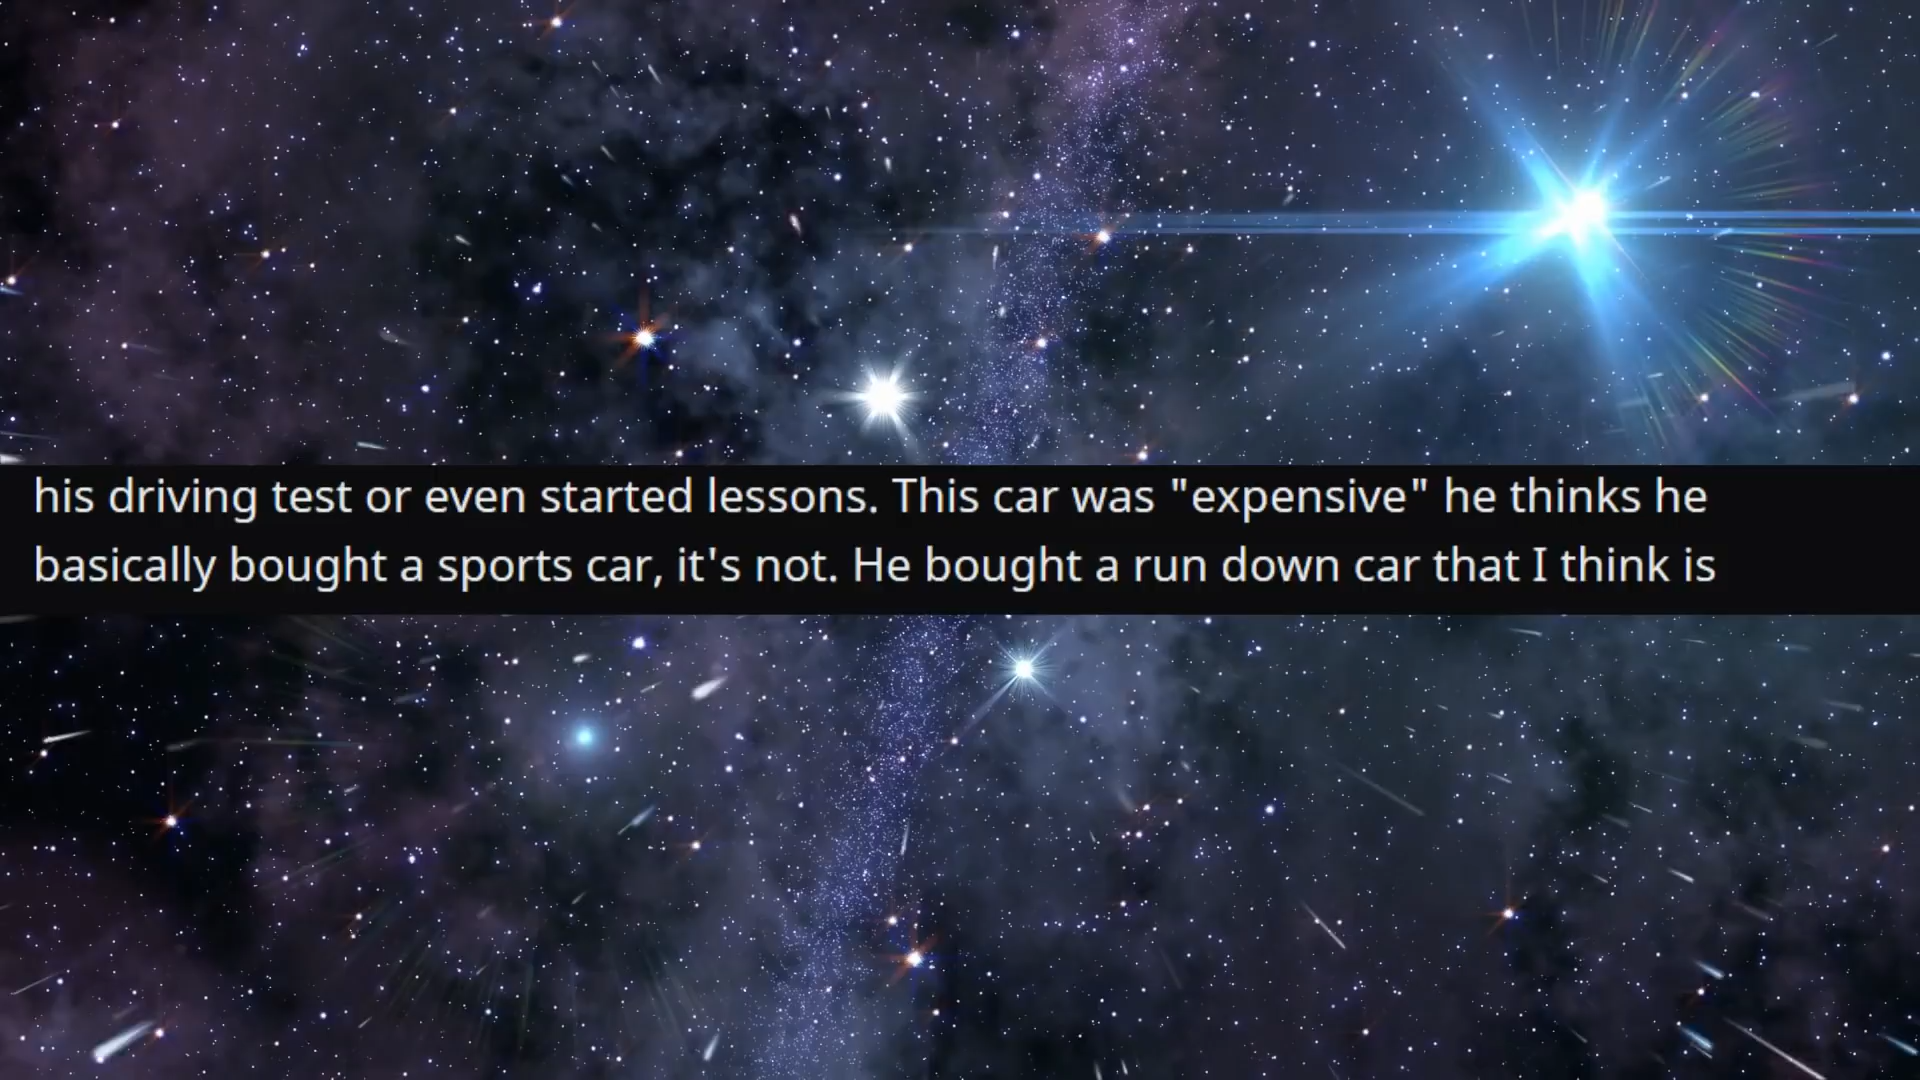 his driving test or even started lessons. This car was "expensive" he thinks he
basically bought a sports car, it's not. He bought a run down car that I think is